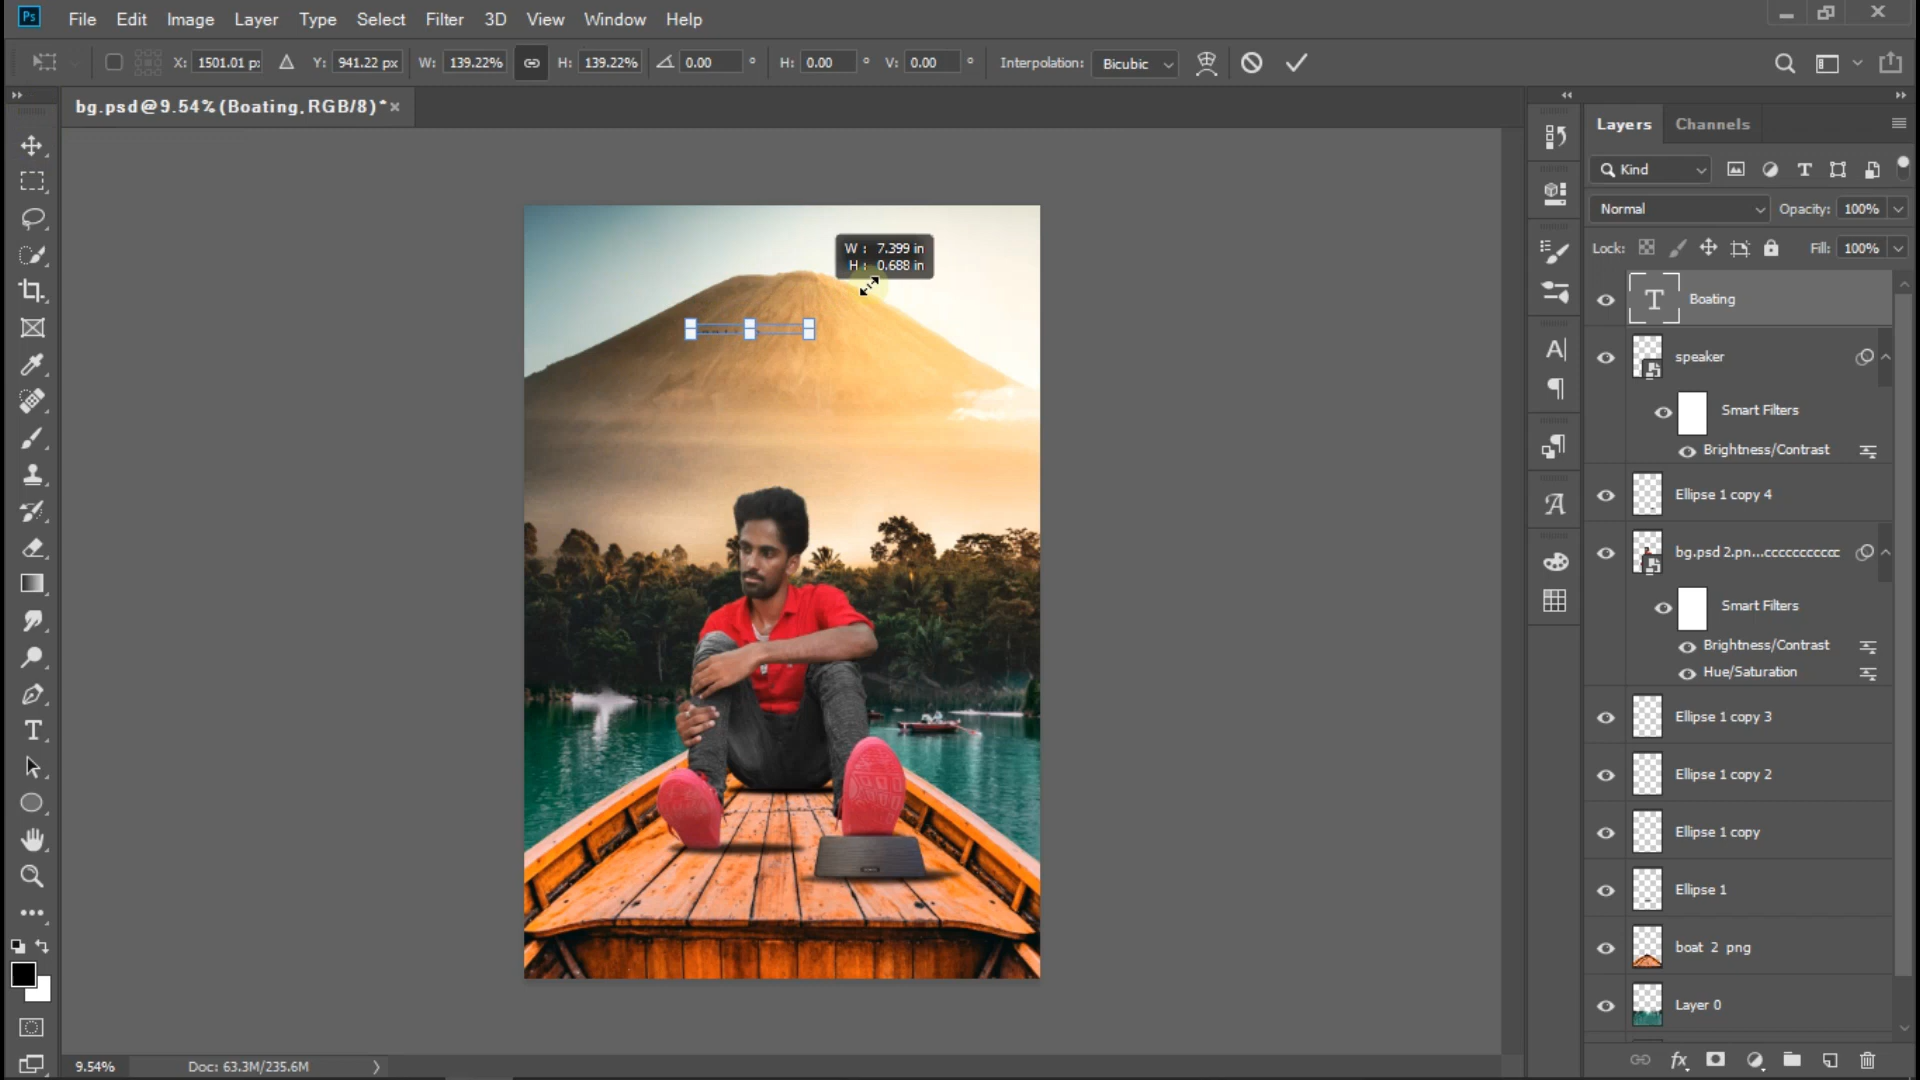 Ps File Edit Image Layer Type Select Filter 3D View Window Help
X: 1501.01 p: Y: 941.22 px W: 139.22% H: 139.22% 0.00 ° H: 0.00 ° V: 0.00 ° Interpolation: Bicubic
bg.psd@9.54%(Boating,RGB/8)* ×
Layers Channels
Kind
Normal Opacity: 100%
Lock: Fill: 100%
W : 7.399 in
H : 0.688 in
T Boating
speaker
Smart Filters
Brightness/Contrast
Ellipse 1 copy 4
bg.psd 2.pn...ccccccccccc
Smart Filters
Brightness/Contrast
Hue/Saturation
Ellipse 1 copy 3
Ellipse 1 copy 2
Ellipse 1 copy
Ellipse 1
boat 2 png
Layer 0
9.54% Doc: 63.3M/235.6M